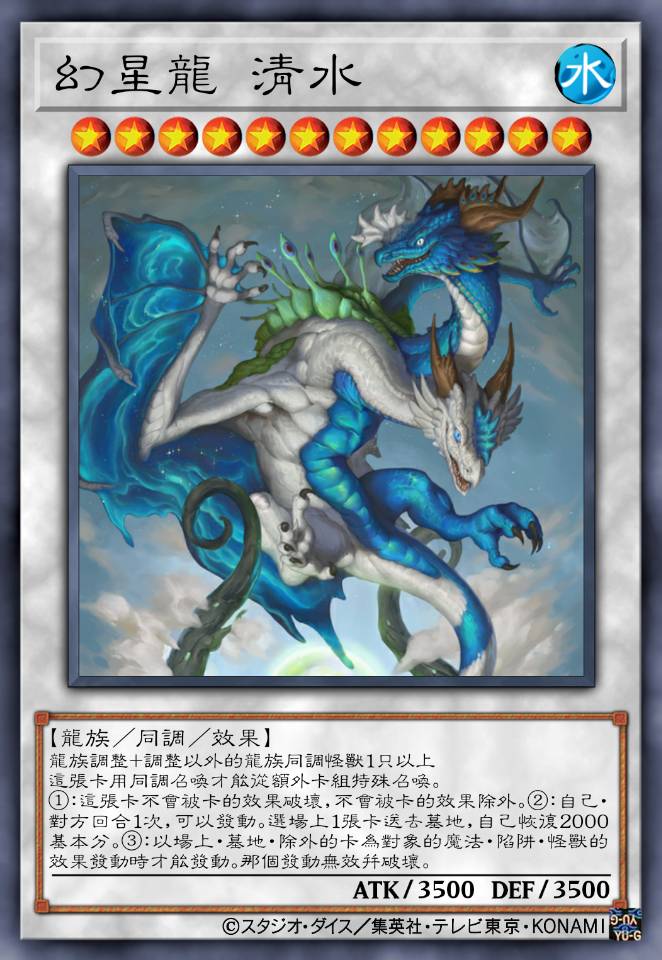 幻星龍 清水
水
【龍族／同調／效果】
龍族調整+調整以外的龍族同調怪獸1只以上
這張卡用同調召喚才能從額外卡組特殊召喚。
①：這張卡不會被卡的效果破壞，不會被卡的效果除外。②：自己・
對方回合1次，可以發動。選場上1張卡送去墓地，自己恢復2000
基本分。③：以場上・墓地・除外的卡為對象的魔法・陷阱・怪獸的
效果發動時才能發動。那個發動無效并破壞。
ATK/3500 DEF/3500
©スタジオ・ダイス／集英社・テレビ東京・KONAMI